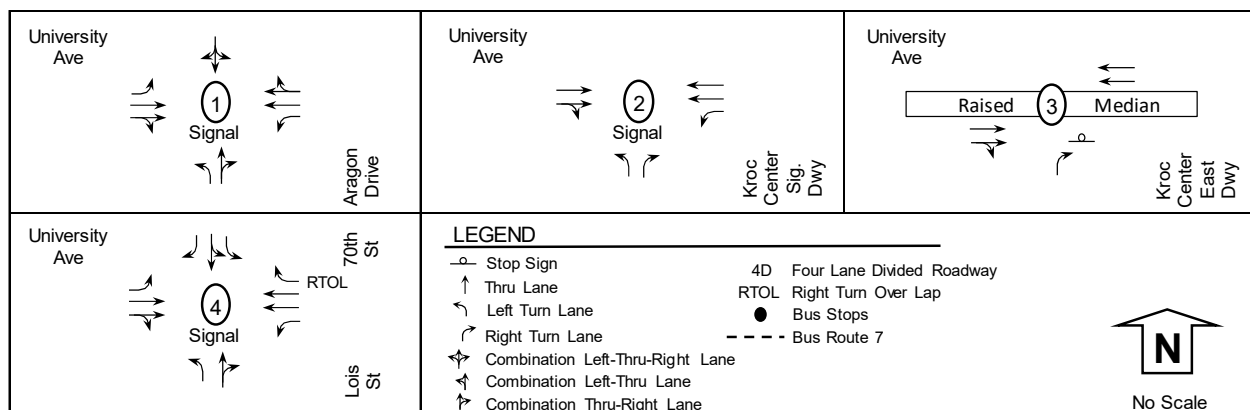 University
Ave
1
Signal
Aragon
Drive
University
Ave
2
Signal
Kroc
Center
Sig.
Dwy
University
Ave
Raised 3 Median
Kroc
Center
East
Dwy
University
Ave
70th
St
RTOL
4
Signal
Lois
St
LEGEND
Stop Sign
Thru Lane
Left Turn Lane
Right Turn Lane
Combination Left-Thru-Right Lane
Combination Left-Thru Lane
Combination Thru-Right Lane
4D Four Lane Divided Roadway
RTOL Right Turn Over Lap
Bus Stops
Bus Route 7
N
No Scale